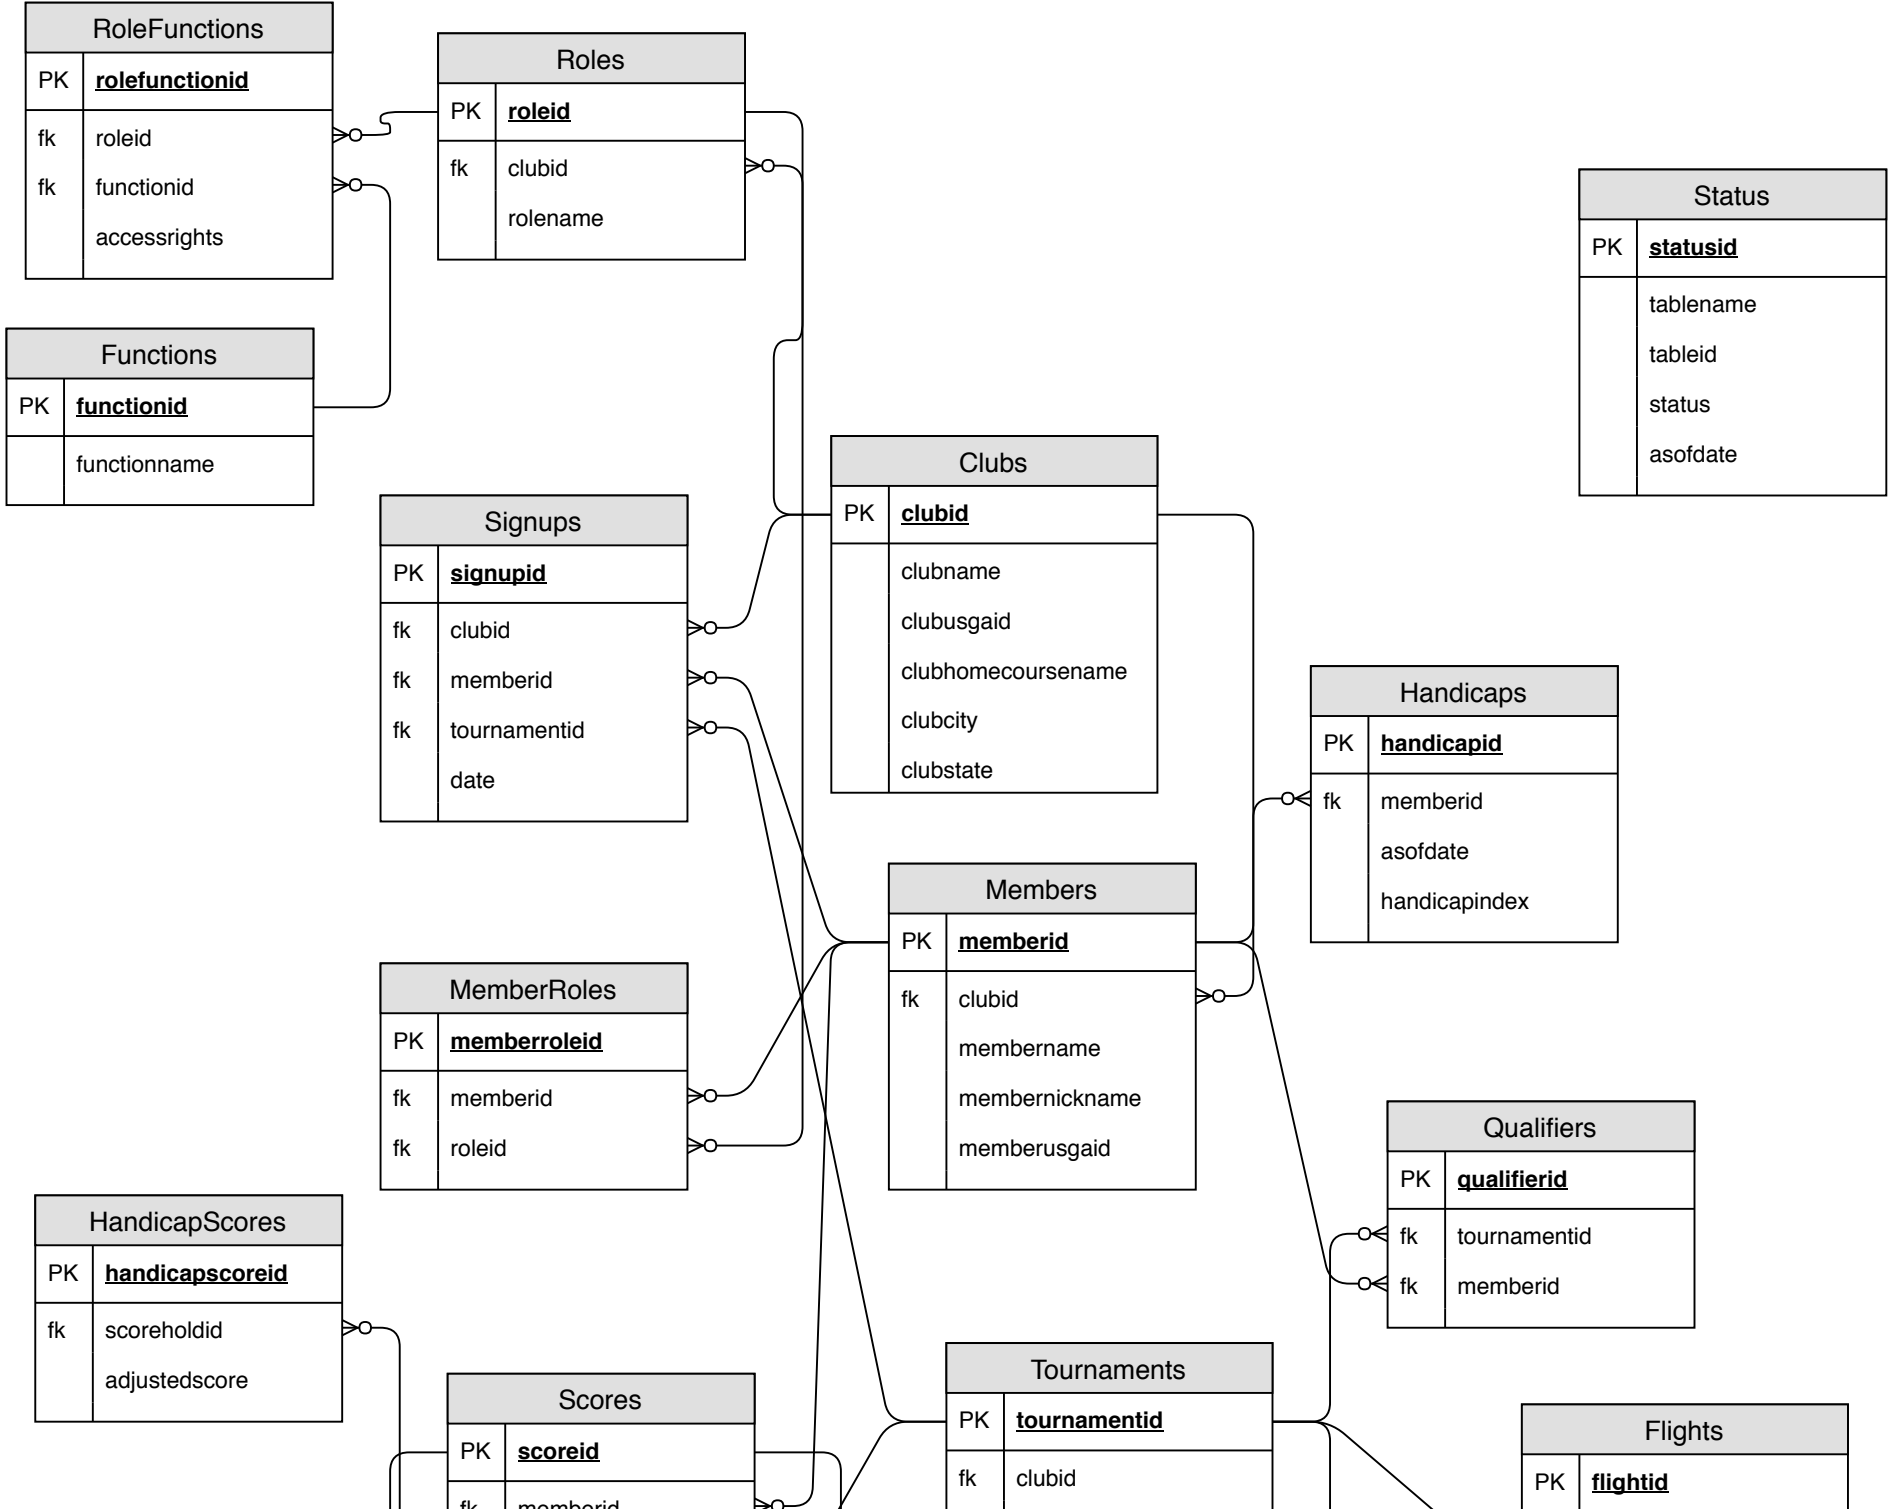 RoleFunctions
PK rolefunctionid
fk roleid
fk functionid
accessrights
Roles
PK roleid
fk clubid
rolename
Status
PK statusid
tablename
tableid
status
asofdate
Functions
PK functionid
functionname
Clubs
PK clubid
clubname
clubusgaid
clubhomecoursename
clubcity
clubstate
Signups
PK signupid
fk clubid
fk memberid
fk tournamentid
date
Handicaps
PK handicapid
fk memberid
asofdate
handicapindex
Members
PK memberid
fk clubid
membername
membernickname
memberusgaid
MemberRoles
PK memberroleid
fk memberid
fk roleid
Qualifiers
PK qualifierid
fk tournamentid
fk memberid
HandicapScores
PK handicapscoreid
fk scoreholdid
adjustedscore
Tournaments
PK tournamentid
fk clubid
Scores
PK scoreid
fk memberid
Flights
PK flightid